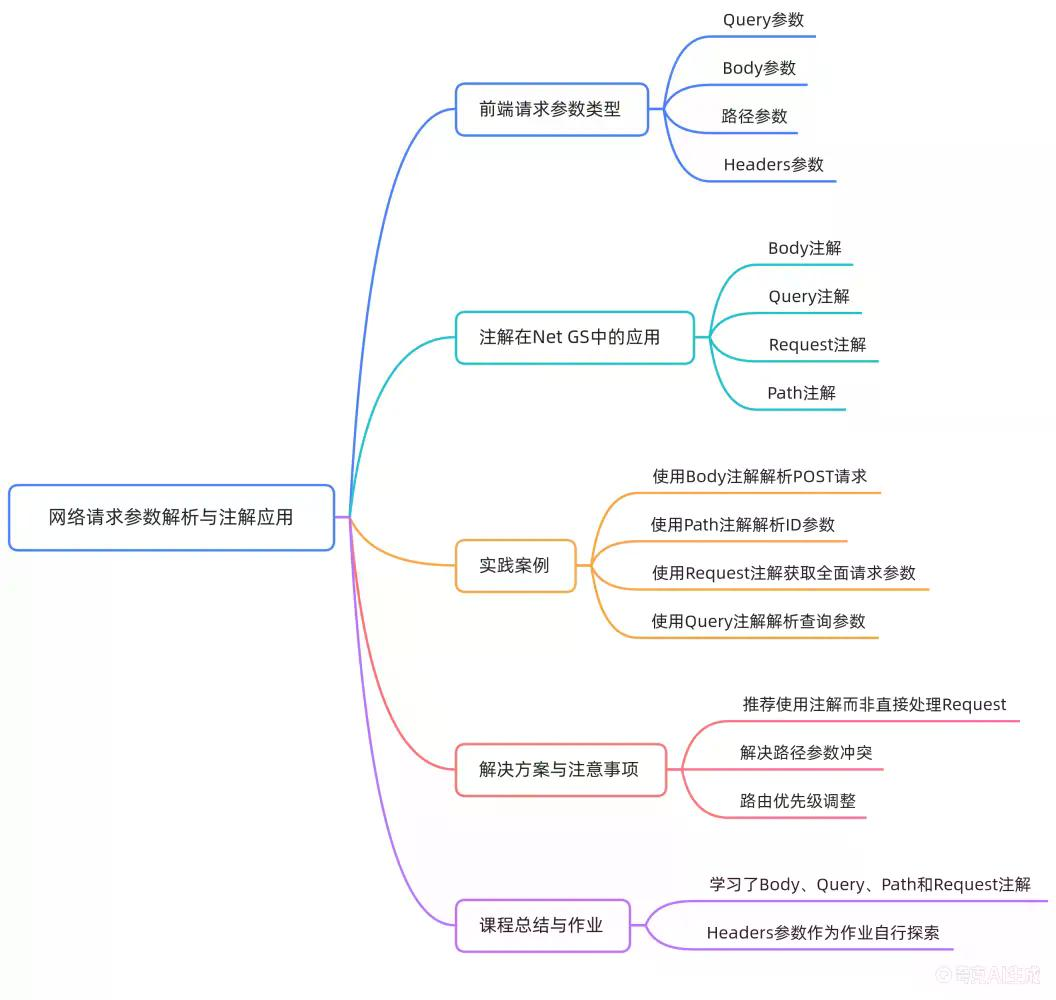 网络请求参数解析与注解应用
前端请求参数类型
Query参数
Body参数
路径参数
Headers参数
注解在Net GS中的应用
Body注解
Query注解
Request注解
Path注解
实践案例
使用Body注解解析POST请求
使用Path注解解析ID参数
使用Request注解获取全面请求参数
使用Query注解解析查询参数
解决方案与注意事项
推荐使用注解而非直接处理Request
解决路径参数冲突
路由优先级调整
课程总结与作业
学习了Body、Query、Path和Request注解
Headers参数作为作业自行探索
夸克AI生成